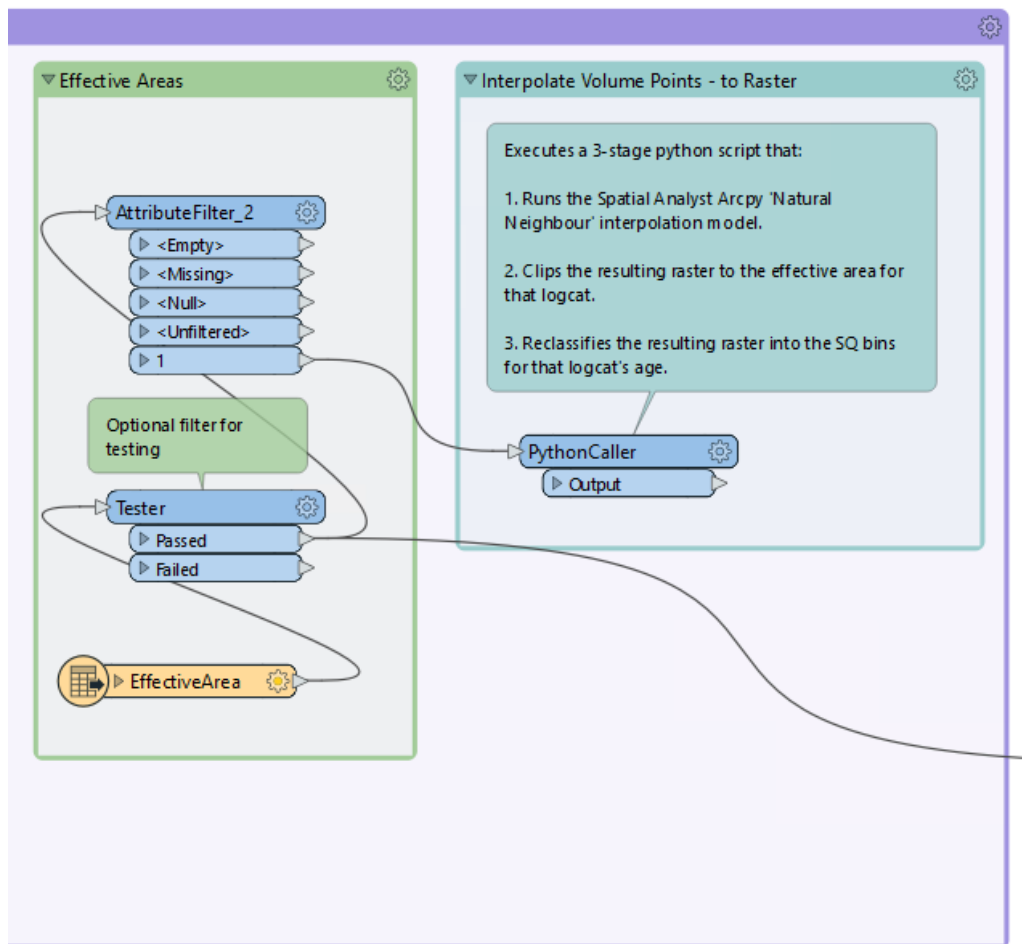 Effective Areas
AttributeFilter_2
<Empty>
<Missing>
<Null>
<Unfiltered>
1
Optional filter for
testing
Tester
Passed
Failed
EffectiveArea
Interpolate Volume Points - to Raster
Executes a 3-stage python script that:
1. Runs the Spatial Analyst Arcpy 'Natural
Neighbour' interpolation model.
2. Clips the resulting raster to the effective area for
that logcat.
3. Reclassifies the resulting raster into the SQ bins
for that logcat's age.
PythonCaller
Output